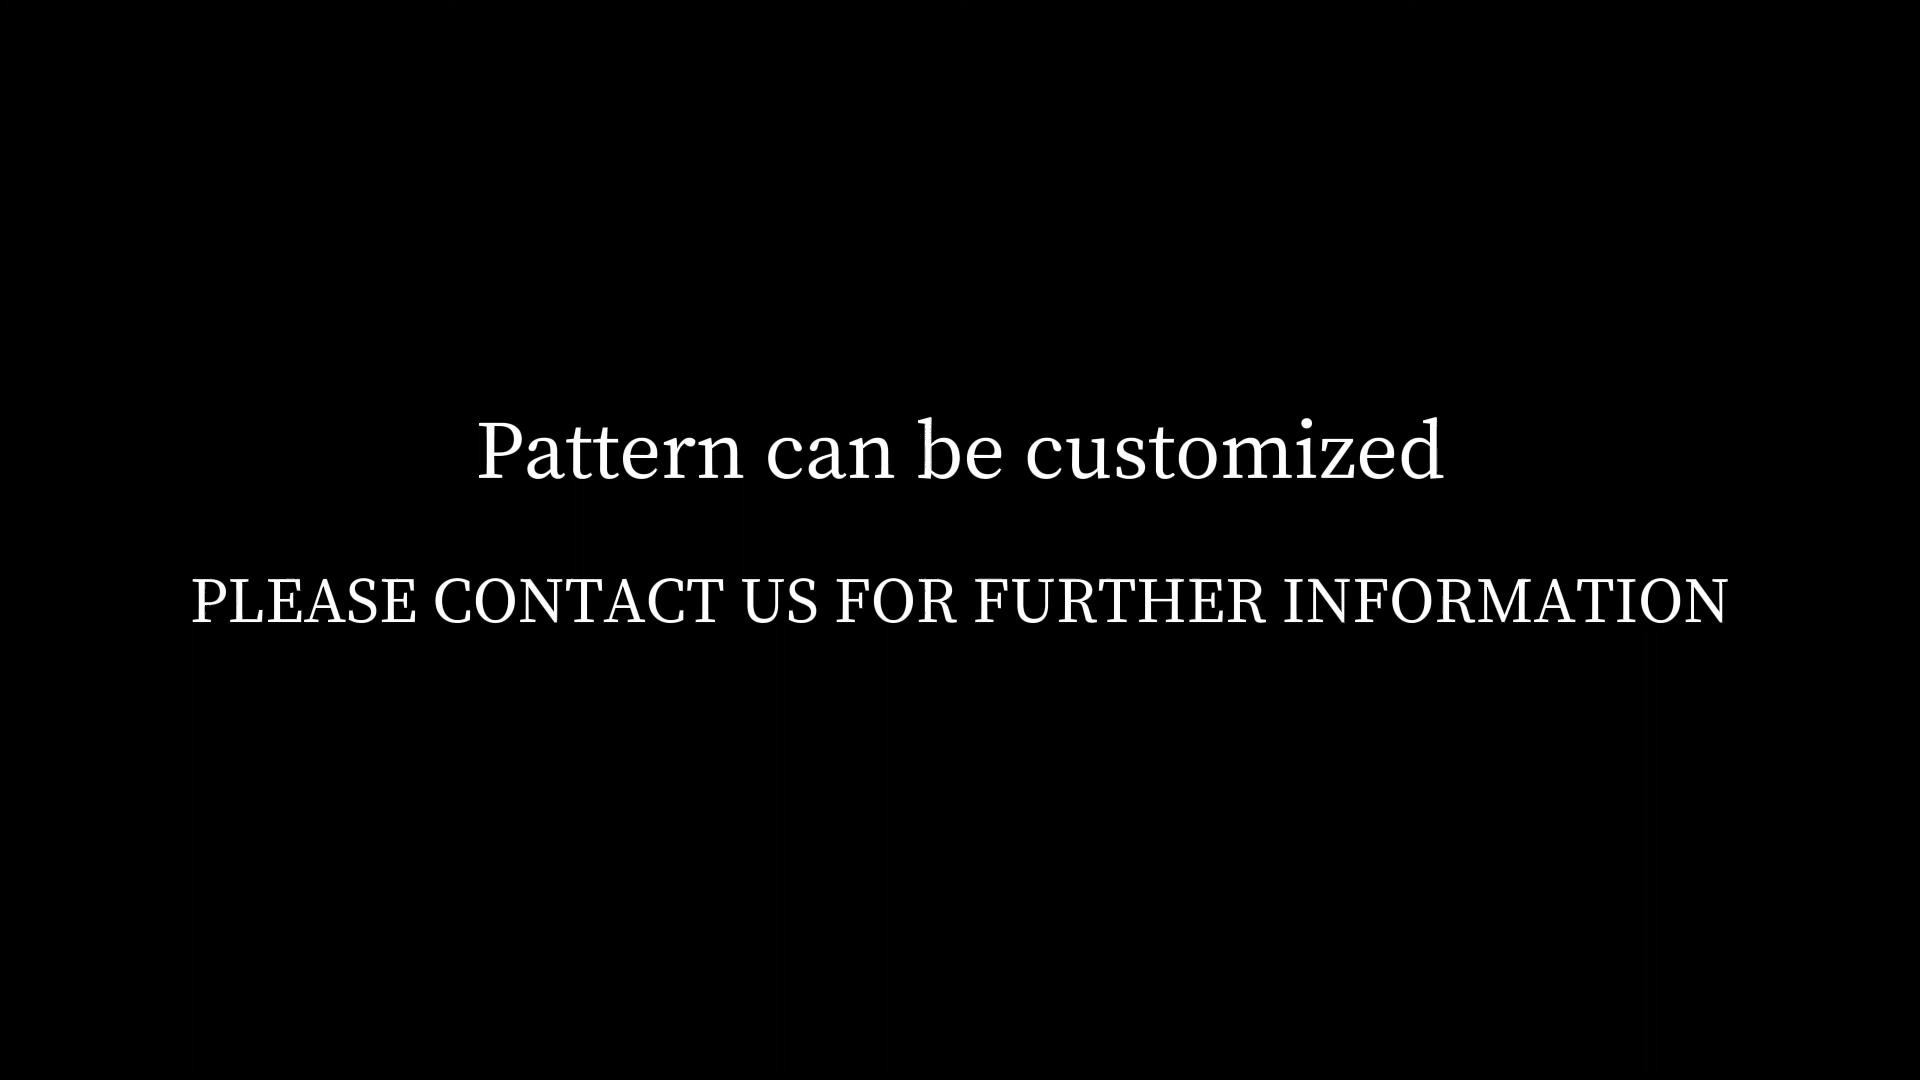 Pattern can be customized
PLEASE CONTACT US FOR FURTHER INFORMATION